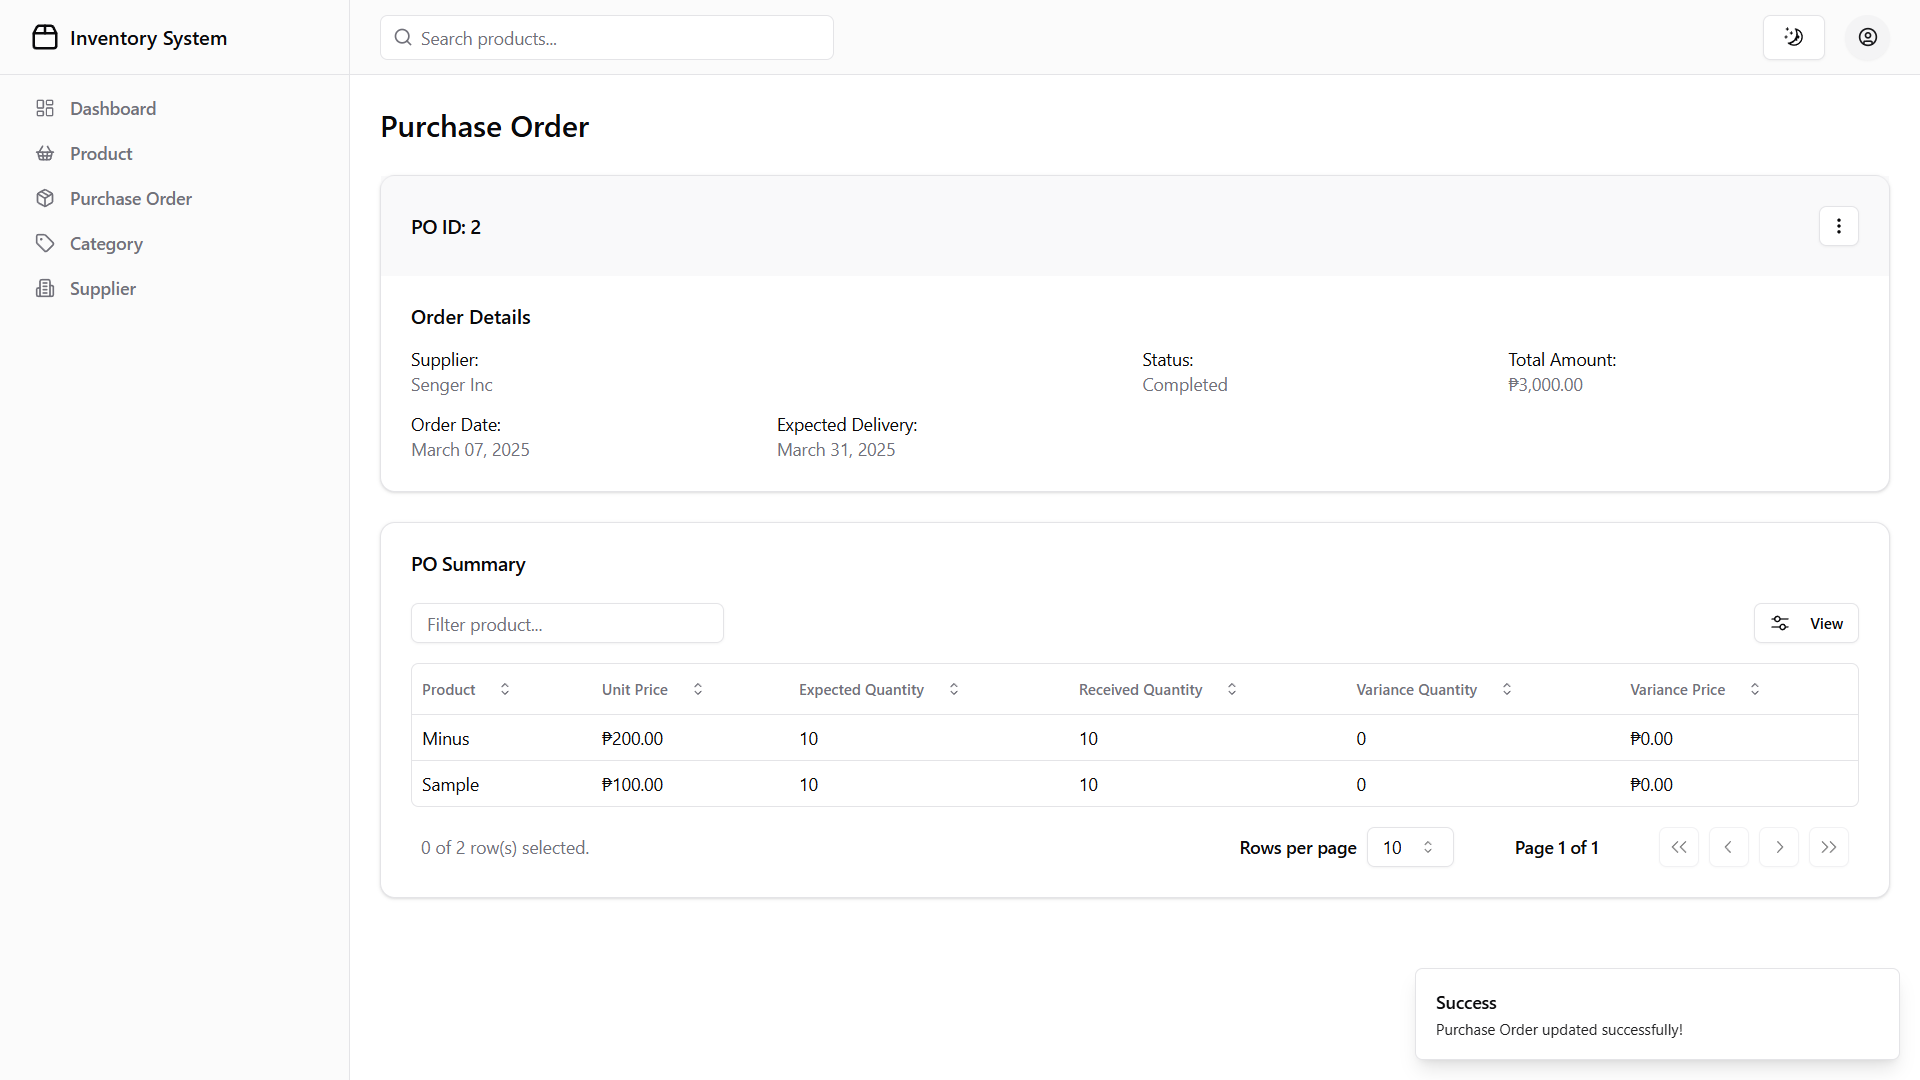 Inventory System
Search products...
Dashboard
Product
Purchase Order
Category
Supplier
Purchase Order
PO ID: 2
Order Details
Supplier:
Senger Inc
Status:
Completed
Total Amount:
₱3,000.00
Order Date:
March 07, 2025
Expected Delivery:
March 31, 2025
PO Summary
Filter product...
View
Product Unit Price Expected Quantity Received Quantity Variance Quantity Variance Price
Minus ₱200.00 10 10 0 ₱0.00
Sample ₱100.00 10 10 0 ₱0.00
0 of 2 row(s) selected.
Rows per page 10 Page 1 of 1
Success
Purchase Order updated successfully!